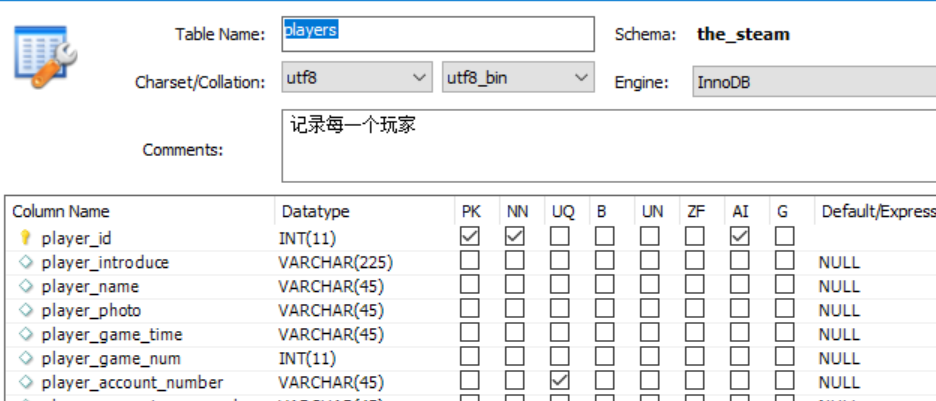 Table Name: players Schema: the_steam
Charset/Collation: utf8 utf8_bin Engine: InnoDB
Comments: 记录每一个玩家
Column Name Datatype PK NN UQ B UN ZF AI G Default/Express
player_id INT(11)
player_introduce VARCHAR(225) NULL
player_name VARCHAR(45) NULL
player_photo VARCHAR(45) NULL
player_game_time VARCHAR(45) NULL
player_game_num INT(11) NULL
player_account_number VARCHAR(45) NULL